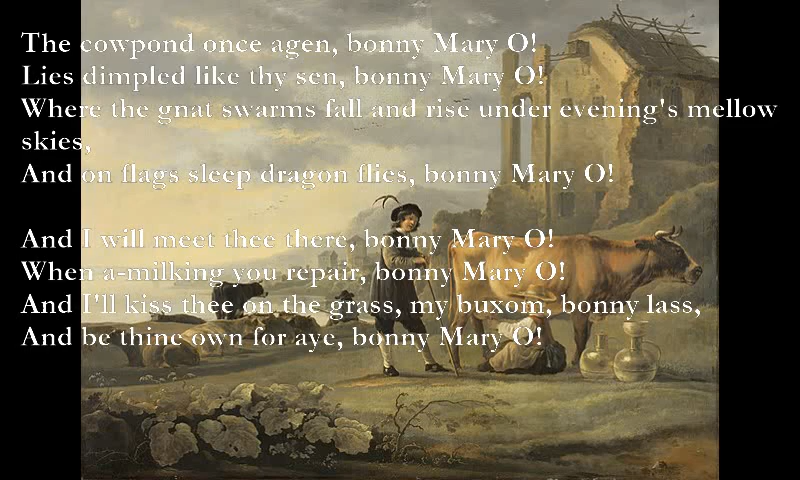 The cowpond once agen, bonny Mary O!
Lies dimpled like thy sen, bonny Mary O!
Where the gnat swarms fall and rise under evening's mellow
skies,
And on flags sleep dragon flies, bonny Mary O!

And I will meet thee there, bonny Mary O!
When a-milking you repair, bonny Mary O!
And I'll kiss thee on the grass, my buxom, bonny lass,
And be thine own for aye, bonny Mary O!